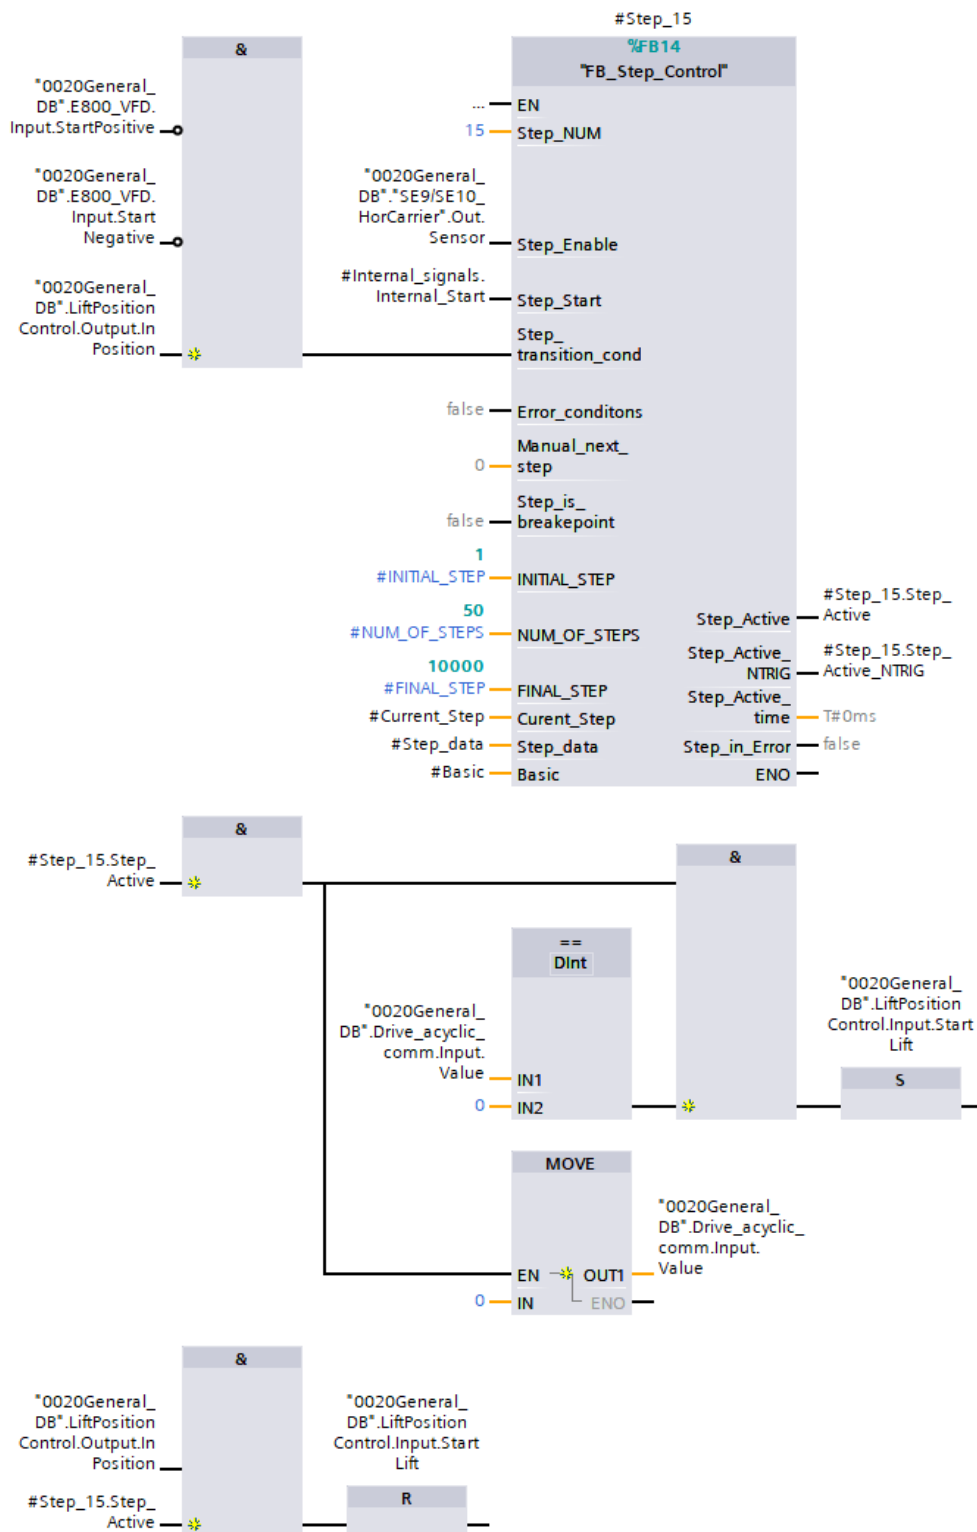 #Step_15
&
%FB14
"FB_Step_Control"
"0020General_
DB".E800_VFD.
Input.StartPositive
"0020General_
DB".E800_VFD.
Input.Start
Negative
"0020General_
DB".LiftPosition
Control.Output.In
Position
... EN
15 Step_NUM
"0020General_
DB"."SE9/SE10_
HorCarrier".Out.
Sensor
Step_Enable
#Internal_signals.
Internal_Start
Step_Start
Step_
transition_cond
false Error_conditons
Manual_next_
0 step
Step_is_
false breakepoint
1
#INITIAL_STEP INITIAL_STEP
50
#NUM_OF_STEPS NUM_OF_STEPS
10000
#FINAL_STEP FINAL_STEP
#Current_Step Curent_Step
#Step_data Step_data
#Basic Basic
Step_Active
#Step_15.Step_
Active
Step_Active_
NTRIG
#Step_15.Step_
Active_NTRIG
Step_Active_
time T#0ms
Step_in_Error false
ENO
&
#Step_15.Step_
Active
&
==
DInt
"0020General_
DB".Drive_acyclic_
comm.Input.
Value
IN1
0 IN2
"0020General_
DB".LiftPosition
Control.Input.Start
Lift
S
MOVE
EN OUT1
"0020General_
DB".Drive_acyclic_
comm.Input.
Value
0 IN ENO
&
"0020General_
DB".LiftPosition
Control.Output.In
Position
#Step_15.Step_
Active
"0020General_
DB".LiftPosition
Control.Input.Start
Lift
R